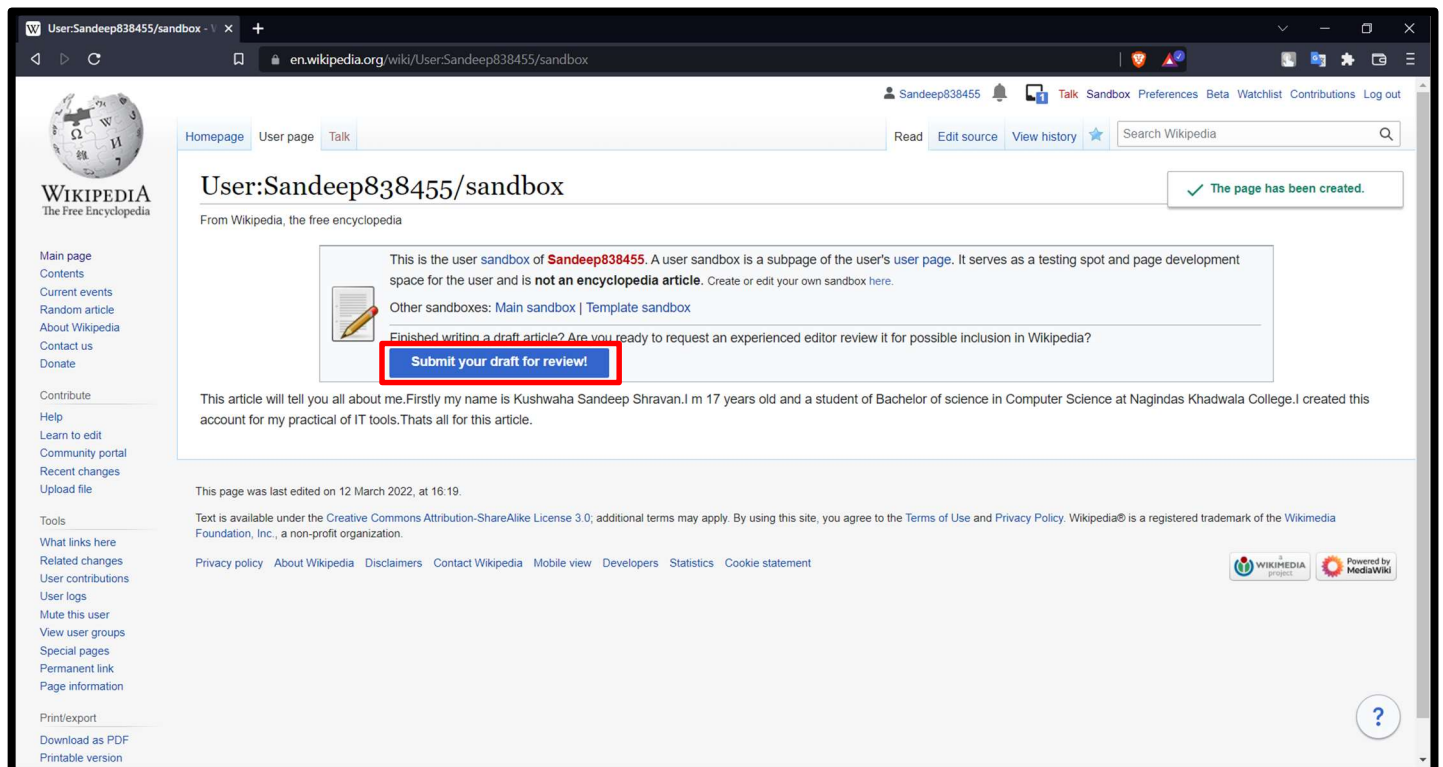 User:Sandeep838455/sandbox - W
en.wikipedia.org/wiki/User:Sandeep838455/sandbox
Sandeep838455 1 Talk Sandbox Preferences Beta Watchlist Contributions Log out
Homepage User page Talk Read Edit source View history Search Wikipedia
WIKIPEDIA
The Free Encyclopedia
User:Sandeep838455/sandbox
The page has been created.
From Wikipedia, the free encyclopedia
This is the user sandbox of Sandeep838455. A user sandbox is a subpage of the user's user page. It serves as a testing spot and page development
space for the user and is not an encyclopedia article. Create or edit your own sandbox here.
Other sandboxes: Main sandbox | Template sandbox
Finished writing a draft article? Are you ready to request an experienced editor review it for possible inclusion in Wikipedia?
Submit your draft for review!
This article will tell you all about me.Firstly my name is Kushwaha Sandeep Shravan.I m 17 years old and a student of Bachelor of science in Computer Science at Nagindas Khadwala College.I created this
account for my practical of IT tools.Thats all for this article.
Main page
Contents
Current events
Random article
About Wikipedia
Contact us
Donate
Contribute
Help
Learn to edit
Community portal
Recent changes
Upload file
Tools
What links here
Related changes
User contributions
User logs
Mute this user
View user groups
Special pages
Permanent link
Page information
Print/export
Download as PDF
Printable version
This page was last edited on 12 March 2022, at 16:19.
Text is available under the Creative Commons Attribution-ShareAlike License 3.0; additional terms may apply. By using this site, you agree to the Terms of Use and Privacy Policy. Wikipedia® is a registered trademark of the Wikimedia
Foundation, Inc., a non-profit organization.
Privacy policy About Wikipedia Disclaimers Contact Wikipedia Mobile view Developers Statistics Cookie statement
a
WIKIMEDIA
project
Powered by
MediaWiki
?